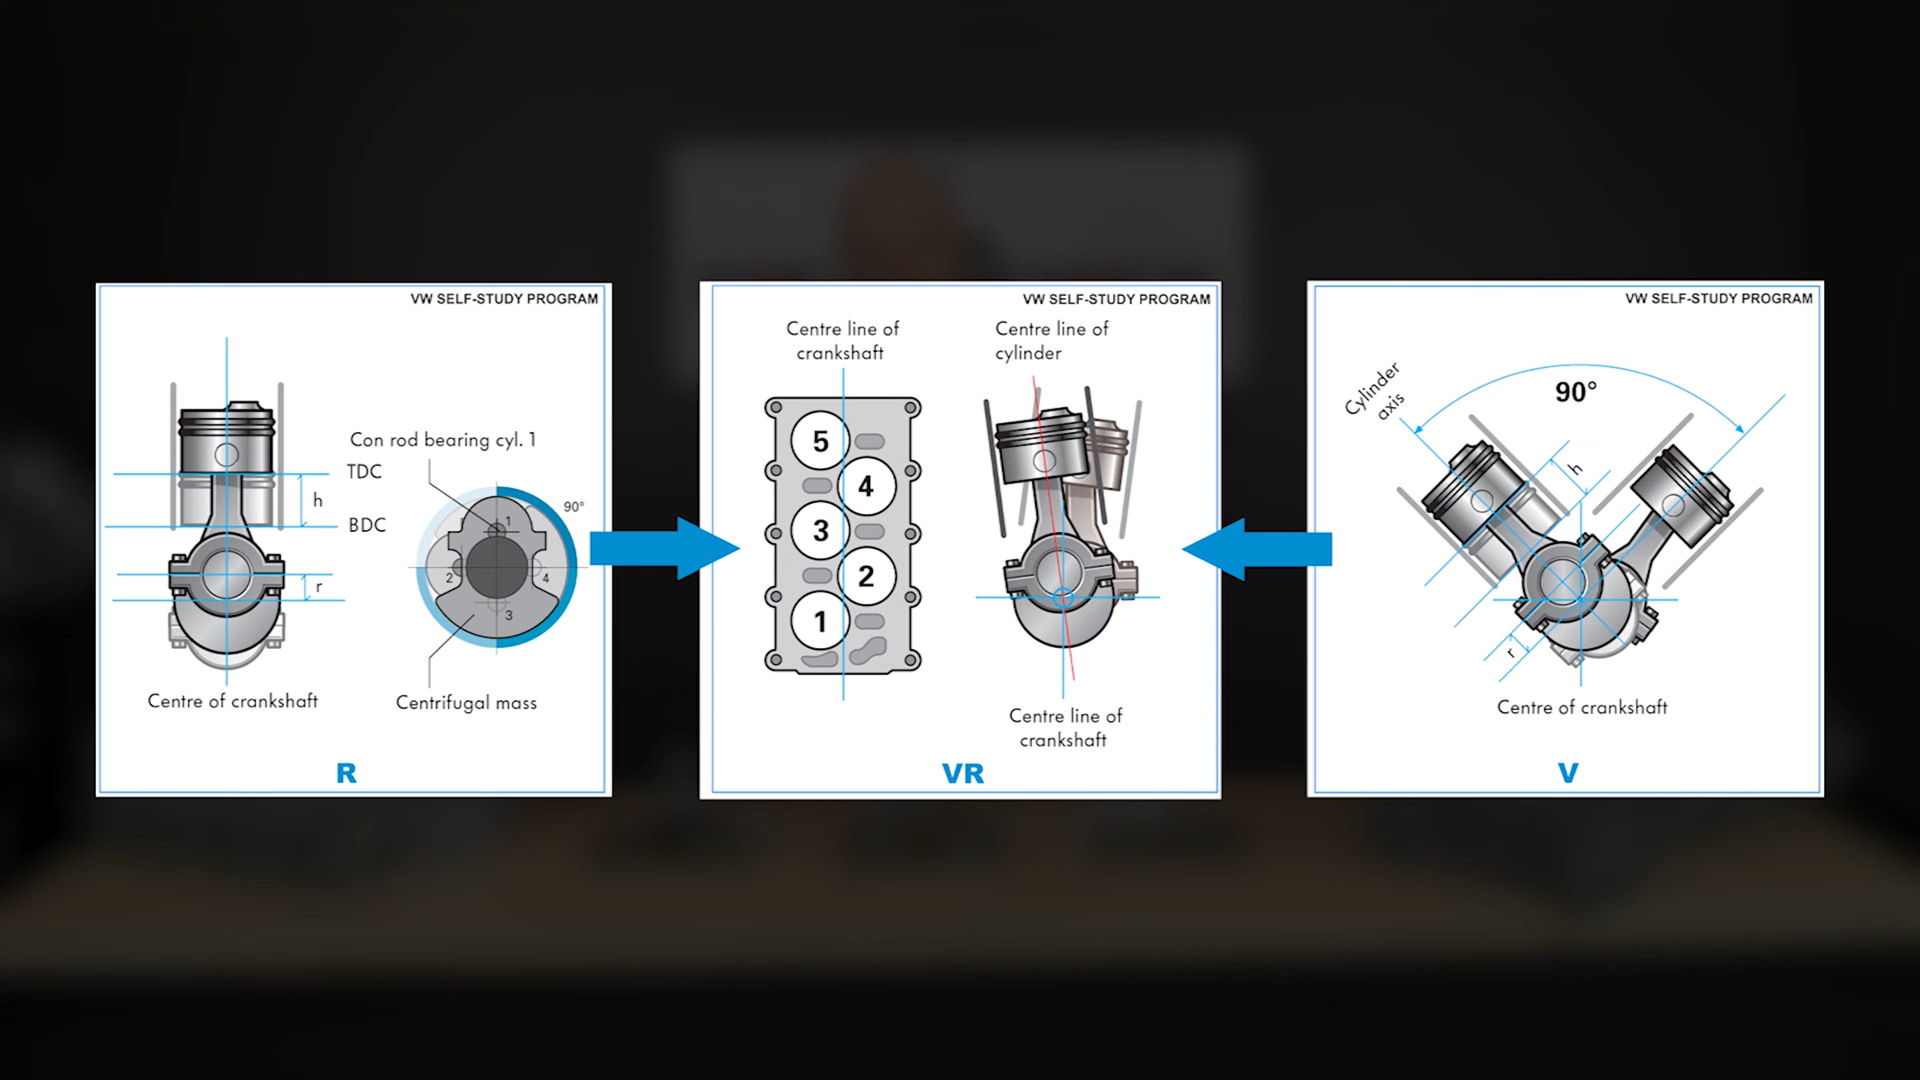 VW SELF-STUDY PROGRAM
Con rod bearing cyl. 1
TDC
h
BDC
r
1
90°
2
4
3
Centre of crankshaft
Centrifugal mass
R
VW SELF-STUDY PROGRAM
Centre line of
crankshaft
Centre line of
cylinder
5
4
3
2
1
Centre line of
crankshaft
VR
VW SELF-STUDY PROGRAM
Cylinder
axis
90°
h
r
Centre of crankshaft
V